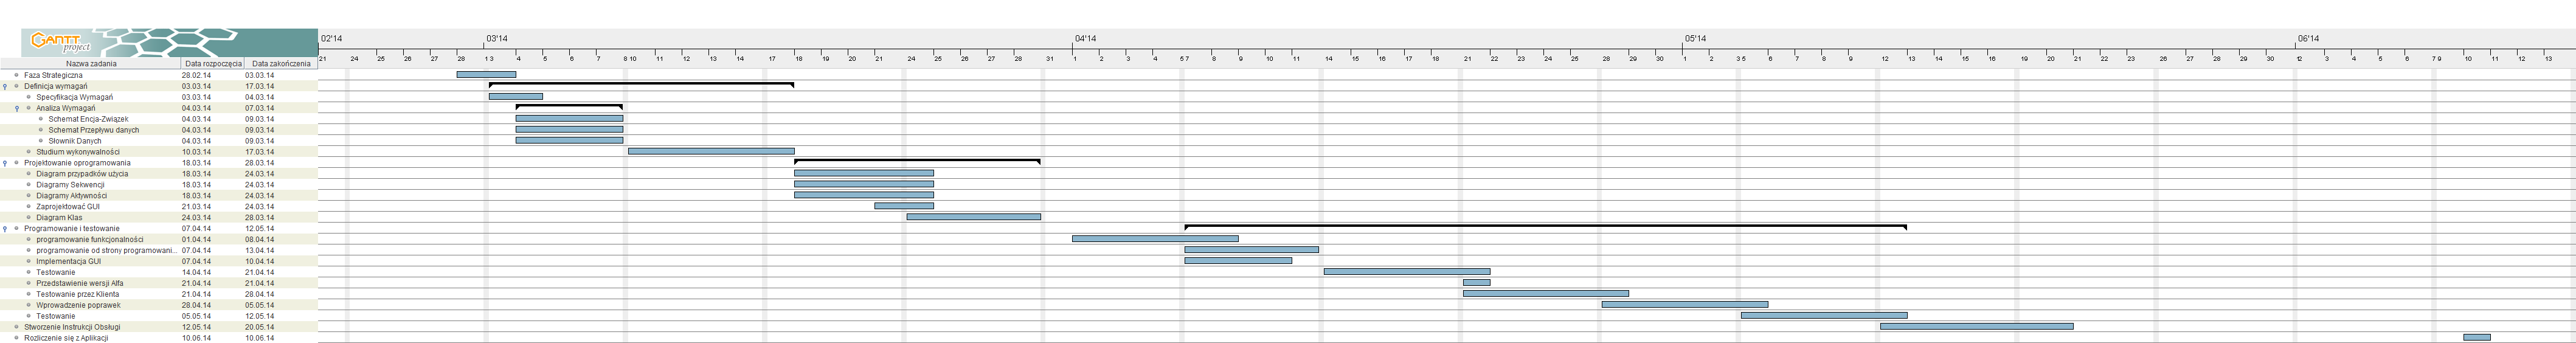 GANTT project
02'14 03'14 04'14 05'14 06'14
Nazwa zadania Data rozpoczęcia Data zakończenia
21 24 25 26 27 28 1 3 4 5 6 7 8 10 11 12 13 14 17 18 19 20 21 24 25 26 27 28 31 1 2 3 4 5 7 8 9 10 11 14 15 16 17 18 21 22 23 24 25 28 29 30 1 2 3 5 6 7 8 9 12 13 14 15 16 19 20 21 22 23 26 27 28 29 30 2 3 4 5 6 7 9 10 11 12 13
Faza Strategiczna 28.02.14 03.03.14
Definicja wymagań 03.03.14 17.03.14
Specyfikacja Wymagań 03.03.14 04.03.14
Analiza Wymagań 04.03.14 07.03.14
Schemat Encja-Związek 04.03.14 09.03.14
Schemat Przepływu danych 04.03.14 09.03.14
Słownik Danych 04.03.14 09.03.14
Studium wykonywalności 10.03.14 17.03.14
Projektowanie oprogramowania 18.03.14 28.03.14
Diagram przypadków użycia 18.03.14 24.03.14
Diagramy Sekwencji 18.03.14 24.03.14
Diagramy Aktywności 18.03.14 24.03.14
Zaprojektować GUI 21.03.14 24.03.14
Diagram Klas 24.03.14 28.03.14
Programowanie i testowanie 07.04.14 12.05.14
programowanie funkcjonalności 01.04.14 08.04.14
programowanie od strony programowani... 07.04.14 13.04.14
Implementacja GUI 07.04.14 10.04.14
Testowanie 14.04.14 21.04.14
Przedstawienie wersji Alfa 21.04.14 21.04.14
Testowanie przez Klienta 21.04.14 28.04.14
Wprowadzenie poprawek 28.04.14 05.05.14
Testowanie 05.05.14 12.05.14
Stworzenie Instrukcji Obsługi 12.05.14 20.05.14
Rozliczenie się z Aplikacji 10.06.14 10.06.14